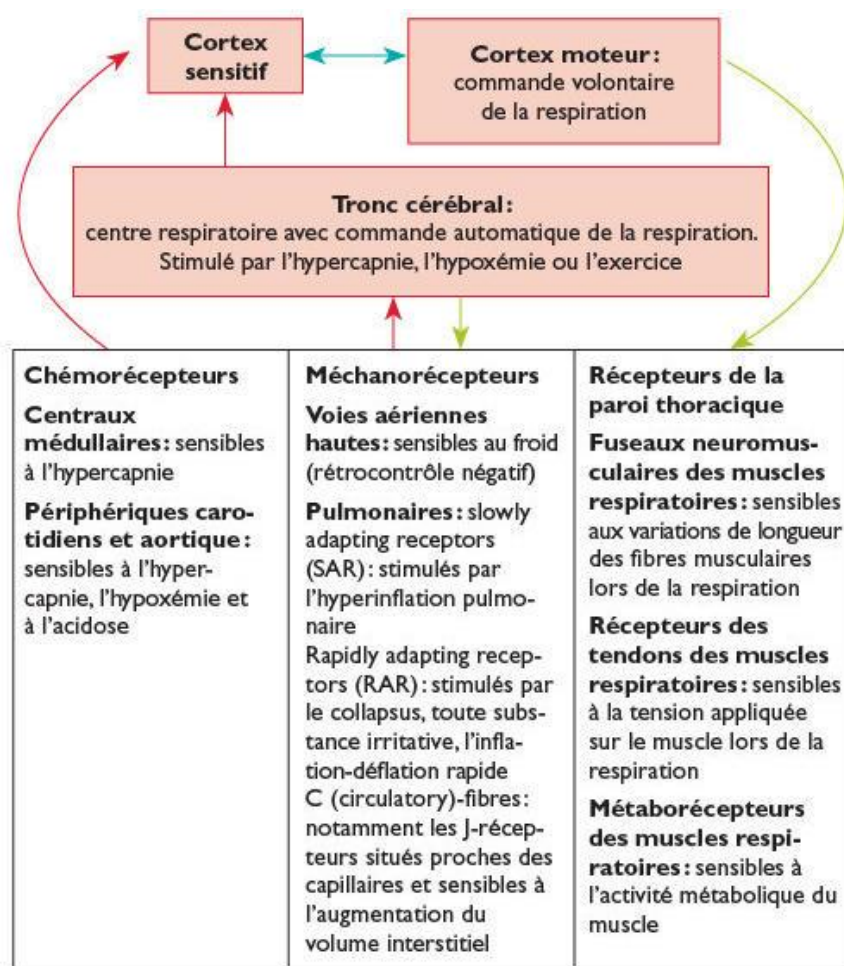 Cortex
sensitif
Cortex moteur :
commande volontaire
de la respiration
Tronc cérébral :
centre respiratoire avec commande automatique de la respiration.
Stimulé par l’hypercapnie, l’hypoxémie ou l’exercice
Chémorécepteurs
Centraux
médullaires : sensibles
à l’hypercapnie
Périphériques caro-
tidiens et aortique :
sensibles à l’hyper-
capnie, l’hypoxémie et
à l’acidose
Méchanorécepteurs
Voies aériennes
hautes : sensibles au froid
(rétrocontrôle négatif)
Pulmonaires : slowly
adapting receptors
(SAR) : stimulés par
l’hyperinflation pulmo-
naire
Rapidly adapting recep-
tors (RAR) : stimulés par
le collapsus, toute subs-
tance irritative, l’infla-
tion-déflation rapide
C (circulatory)-fibres :
notamment les J-récep-
teurs situés proches des
capillaires et sensibles à
l’augmentation du
volume interstitiel
Récepteurs de la
paroi thoracique
Fuseaux neuromus-
culaires des muscles
respiratoires : sensibles
aux variations de longueur
des fibres musculaires
lors de la respiration
Récepteurs des
tendons des muscles
respiratoires : sensibles
à la tension appliquée
sur le muscle lors de la
respiration
Métaborécepteurs
des muscles respi-
ratoires : sensibles à
l’activité métabolique du
muscle